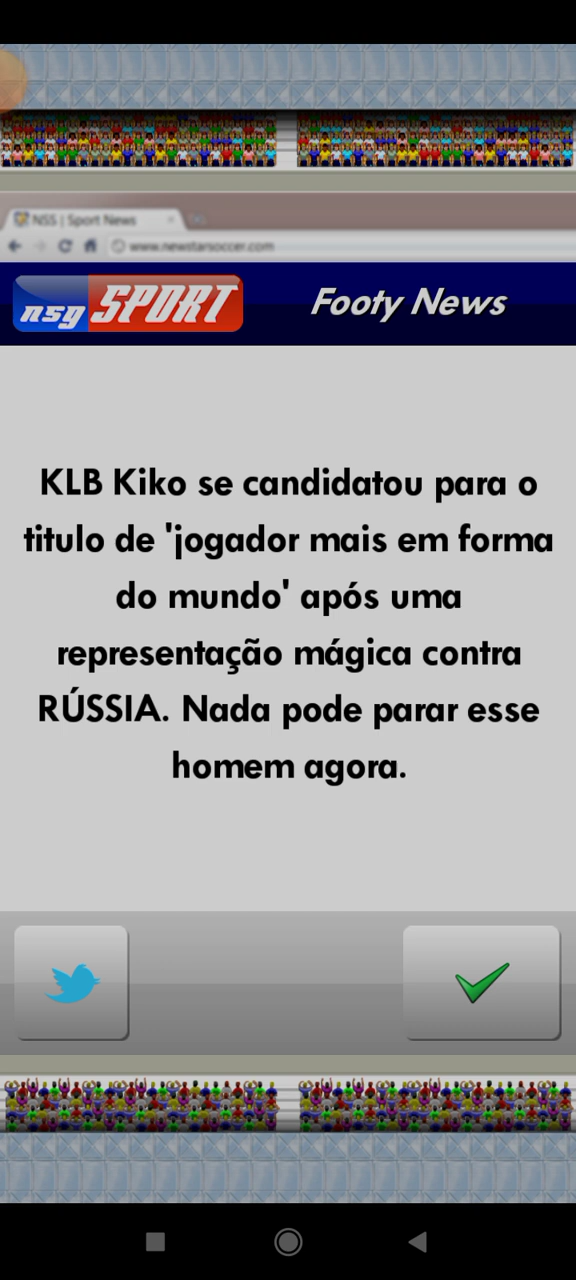 NSS | Sport News
www.newstarsoccer.com
nsg SPORT Footy News
KLB Kiko se candidatou para o
titulo de 'jogador mais em forma
do mundo' após uma
representação mágica contra
RÚSSIA. Nada pode parar esse
homem agora.